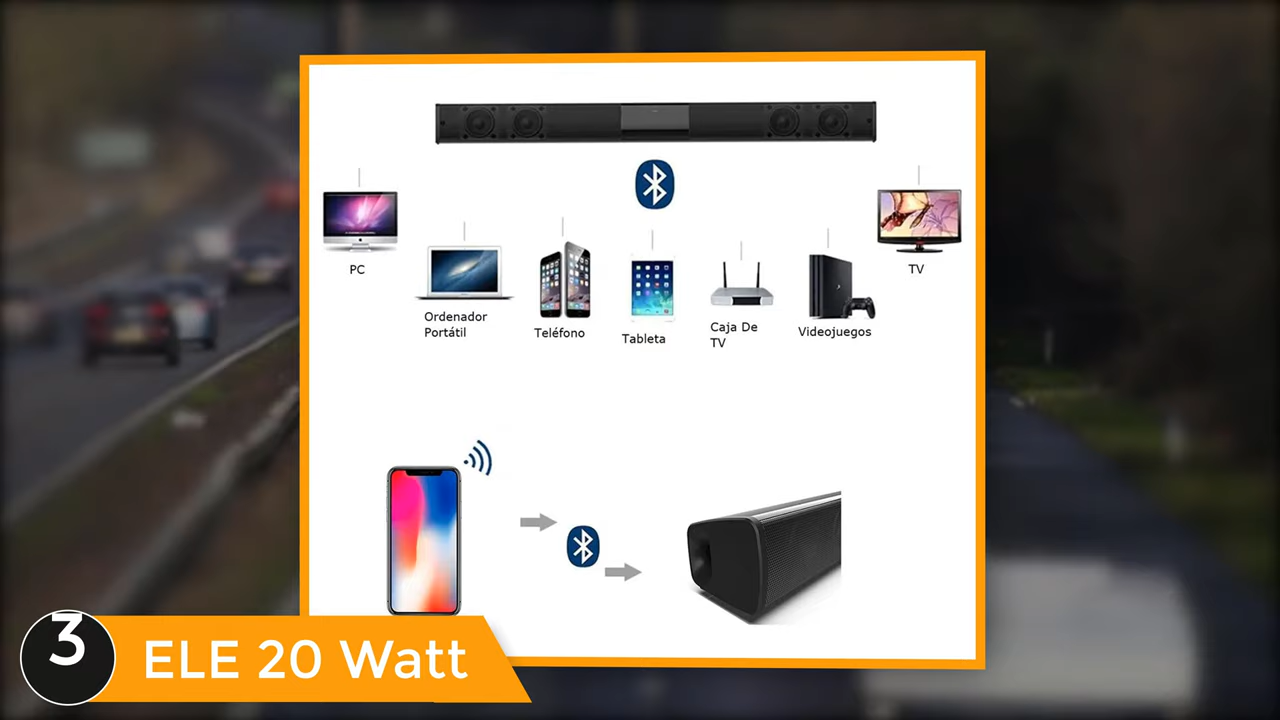 PC
Ordenador
Portátil
Teléfono
Tableta
Caja De
TV
Videojuegos
TV
3
ELE 20 Watt